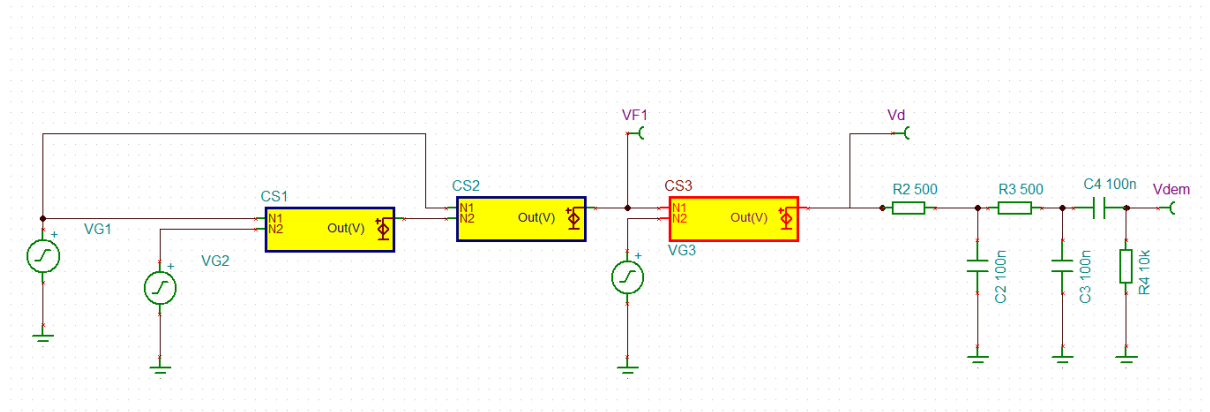 VF1
Vd
CS1
CS2
CS3
R2 500
R3 500
C4 100n
Vdem
VG1
N1
N2
Out(V)
N1
N2
Out(V)
N1
N2
Out(V)
VG2
VG3
C2 100n
C3 100n
R4 10k